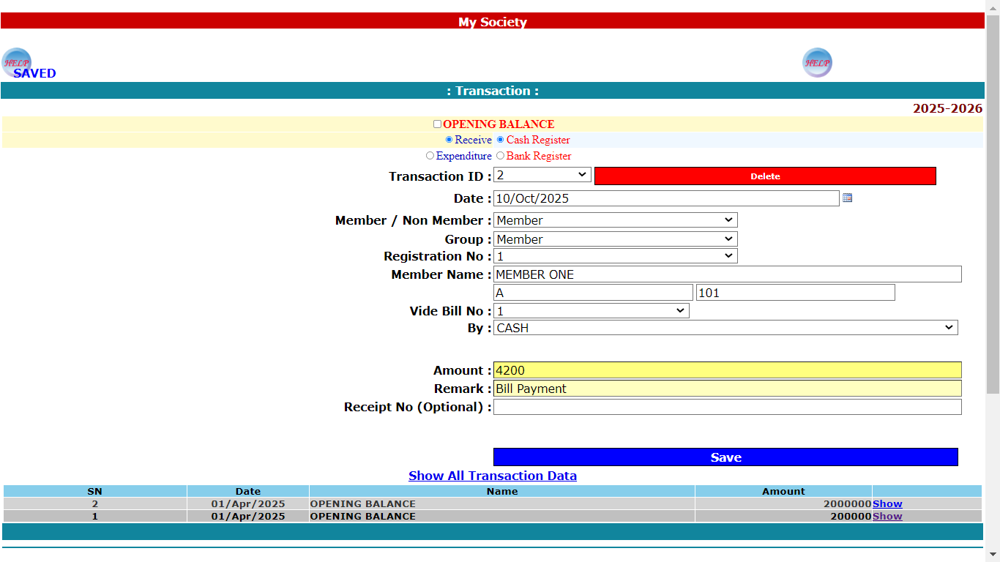 My Society
HELP HELP
SAVED
: Transaction :
2025-2026
OPENING BALANCE
Receive Cash Register
Expenditure Bank Register
Transaction ID : 2 Delete
Date : 10/Oct/2025
Member / Non Member : Member
Group : Member
Registration No : 1
Member Name : MEMBER ONE
A 101
Vide Bill No : 1
By : CASH
Amount : 4200
Remark : Bill Payment
Receipt No (Optional) :
Save
Show All Transaction Data
SN Date Name Amount
2 01/Apr/2025 OPENING BALANCE 2000000 Show
1 01/Apr/2025 OPENING BALANCE 200000 Show